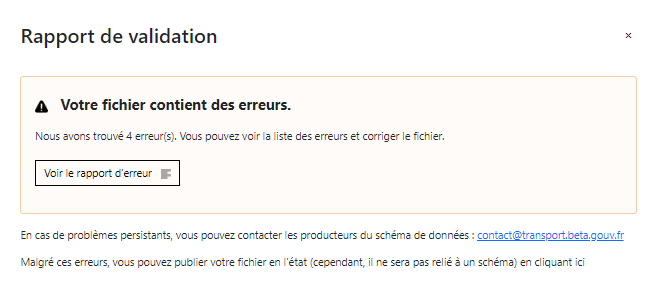 Rapport de validation
×
Votre fichier contient des erreurs.
Nous avons trouvé 4 erreur(s). Vous pouvez voir la liste des erreurs et corriger le fichier.
Voir le rapport d'erreur
En cas de problèmes persistants, vous pouvez contacter les producteurs du schéma de données : contact@transport.beta.gouv.fr
Malgré ces erreurs, vous pouvez publier votre fichier en l'état (cependant, il ne sera pas relié à un schéma) en cliquant ici